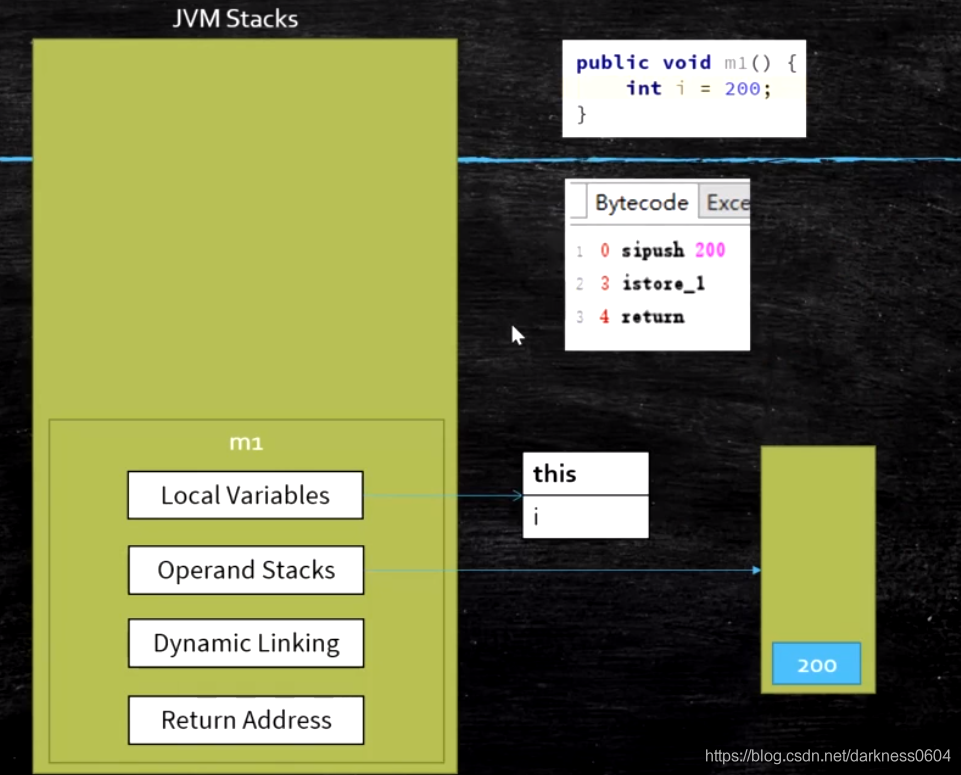 JVM Stacks
public void m1() {
int i = 200;
}
Bytecode Exce
1 0 sipush 200
2 3 istore_1
3 4 return
m1
Local Variables
Operand Stacks
Dynamic Linking
Return Address
this
i
200
https://blog.csdn.net/darkness0604